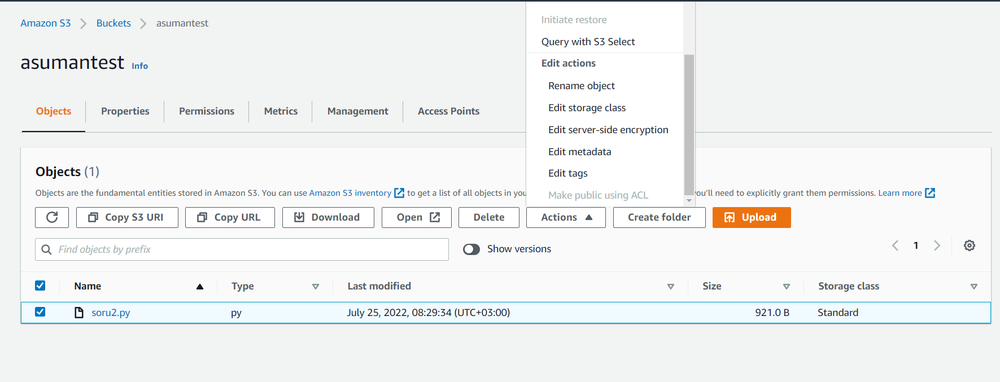 Amazon S3 > Buckets > asumantest
asumantest Info
Objects Properties Permissions Metrics Management Access Points
Initiate restore
Query with S3 Select
Edit actions
Rename object
Edit storage class
Edit server-side encryption
Edit metadata
Edit tags
Make public using ACL
Objects (1)
Objects are the fundamental entities stored in Amazon S3. You can use Amazon S3 inventory to get a list of all objects in you'll need to explicitly grant them permissions. Learn more
Copy S3 URI Copy URL Download Open Delete Actions Create folder Upload
Find objects by prefix Show versions 1
Name Type Last modified Size Storage class
soru2.py py July 25, 2022, 08:29:34 (UTC+03:00) 921.0 B Standard